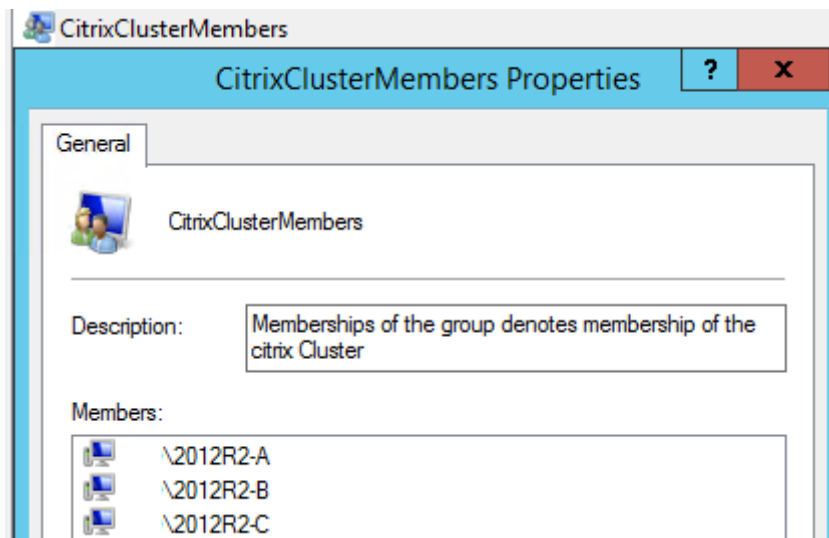 CitrixClusterMembers
CitrixClusterMembers Properties
?
x
General
CitrixClusterMembers
Description:
Memberships of the group denotes membership of the
citrix Cluster
Members:
\2012R2-A
\2012R2-B
\2012R2-C